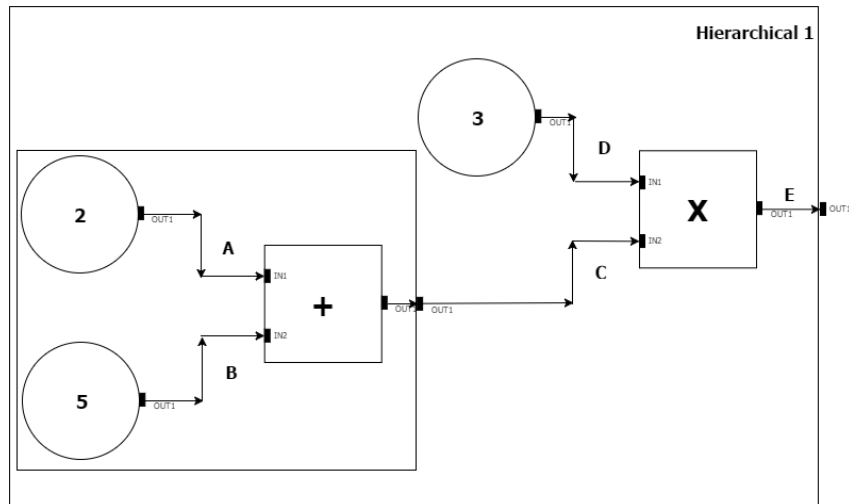 Hierarchical 1
3
OUT1
D
IN1
X
OUT1
E
OUT1
IN2
C
2
OUT1
A
IN1
+
OUT1
OUT1
IN2
B
5
OUT1